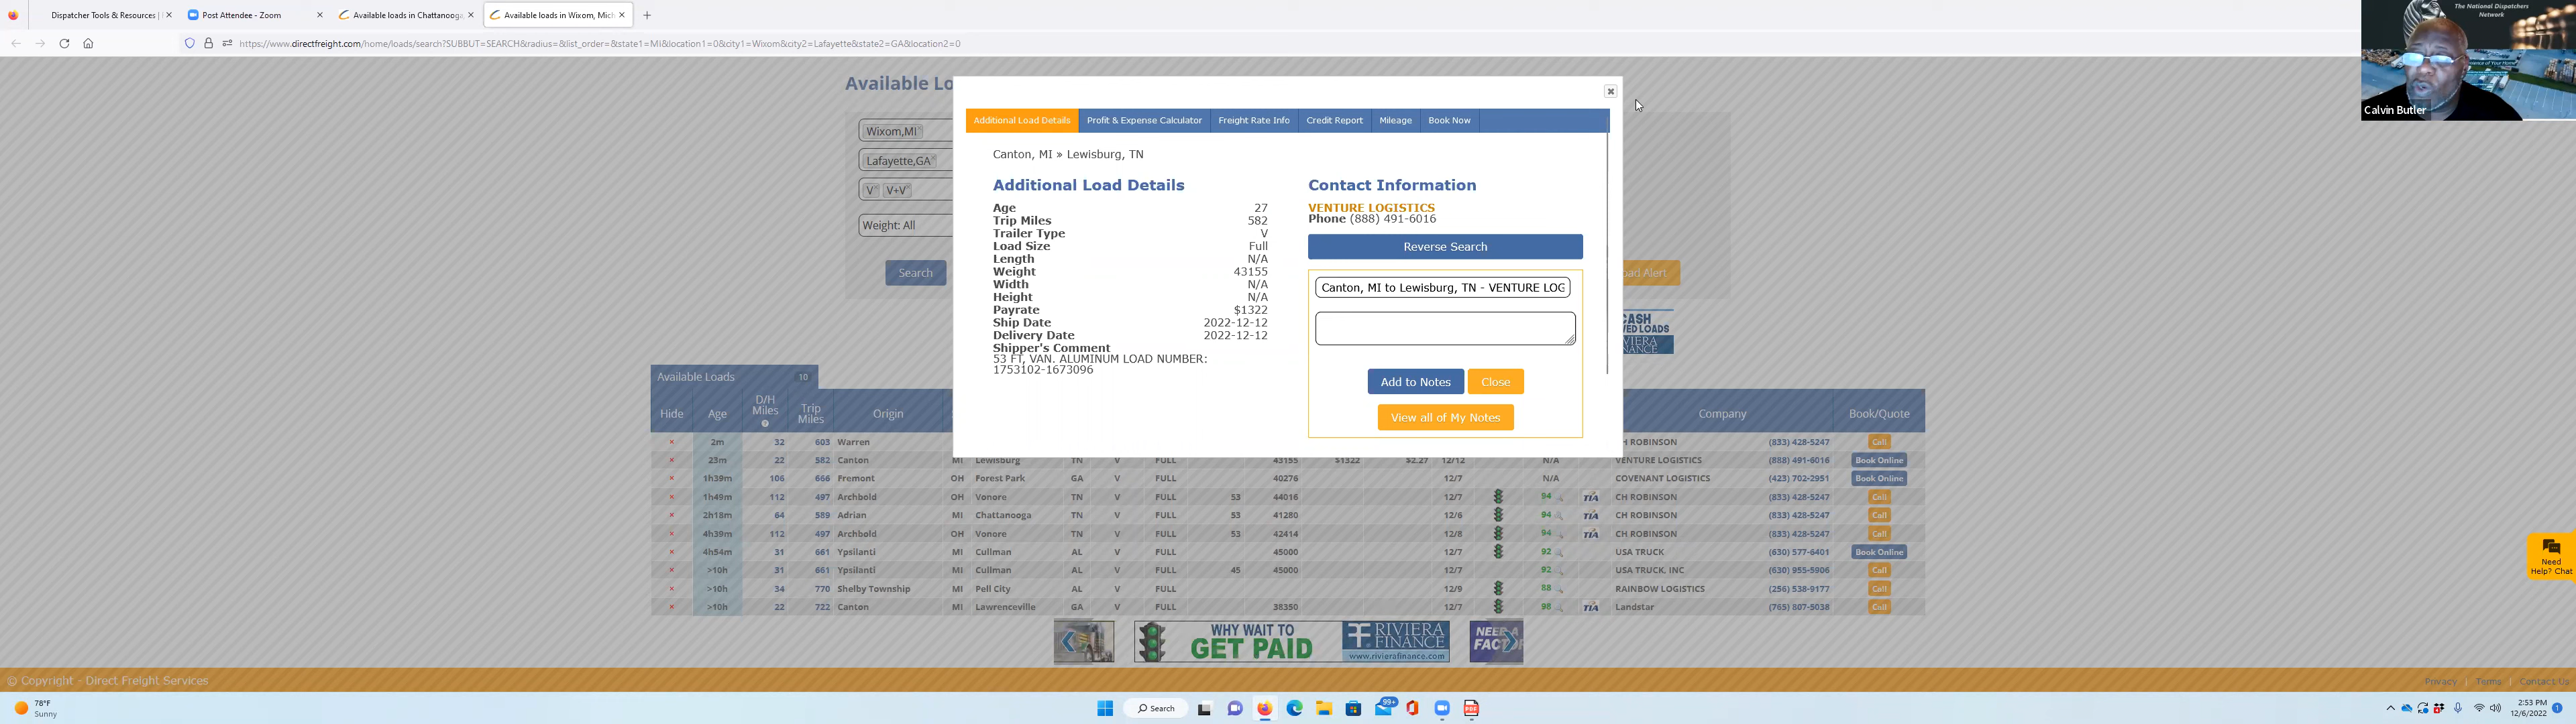 Dispatcher Tools & Resources |
Post Attendee - Zoom
Available loads in Chattanooga,
Available loads in Wixom, Mich
https://www.directfreight.com/home/loads/search?SUBBUT=SEARCH&radius=&list_order=&state1=MI&location1=0&city1=Wixom&city2=Lafayette&state2=GA&location2=0
The National Dispatchers
Network
Calvin Butler
Available Lo
Wixom,MI
Lafayette,GA
V V+V
Weight: All
Search
oad Alert
Additional Load Details
Profit & Expense Calculator
Freight Rate Info
Credit Report
Mileage
Book Now
Canton, MI » Lewisburg, TN
Additional Load Details
Age 27
Trip Miles 582
Trailer Type V
Load Size Full
Length N/A
Weight 43155
Width N/A
Height N/A
Payrate $1322
Ship Date 2022-12-12
Delivery Date 2022-12-12
Shipper's Comment
53 FT, VAN. ALUMINUM LOAD NUMBER:
1753102-1673096
Contact Information
VENTURE LOGISTICS
Phone (888) 491-6016
Reverse Search
Canton, MI to Lewisburg, TN - VENTURE LOG
Add to Notes Close
View all of My Notes
CASH
VED LOADS
RIVIERA
FINANCE
Available Loads 10
Hide Age D/H Miles Trip Miles Origin Company Book/Quote
2m 32 603 Warren H ROBINSON (833) 428-5247 Call
23m 22 582 Canton MI Lewisburg TN V FULL 43155 $1322 $2.27 12/12 N/A VENTURE LOGISTICS (888) 491-6016 Book Online
1h39m 106 666 Fremont OH Forest Park GA V FULL 40276 12/7 N/A COVENANT LOGISTICS (423) 702-2951 Book Online
1h49m 112 497 Archbold OH Vonore TN V FULL 53 44016 12/7 94 TIA CH ROBINSON (833) 428-5247 Call
2h18m 64 589 Adrian MI Chattanooga TN V FULL 53 41280 12/6 94 TIA CH ROBINSON (833) 428-5247 Call
4h39m 112 497 Archbold OH Vonore TN V FULL 53 42414 12/8 94 TIA CH ROBINSON (833) 428-5247 Call
4h54m 31 661 Ypsilanti MI Cullman AL V FULL 45000 12/7 92 USA TRUCK (630) 577-6401 Book Online
>10h 31 661 Ypsilanti MI Cullman AL V FULL 45 45000 12/7 92 USA TRUCK, INC (630) 955-5906 Call
>10h 34 770 Shelby Township MI Pell City AL V FULL 12/9 88 RAINBOW LOGISTICS (256) 538-9177 Call
>10h 22 722 Canton MI Lawrenceville GA V FULL 38350 12/7 98 TIA Landstar (765) 807-5038 Call
WHY WAIT TO
GET PAID
RIVIERA
FINANCE
www.rivierafinance.com
NEED A
FAC
Need
Help? Chat
© Copyright - Direct Freight Services
Privacy | Terms | Contact Us
78°F
Sunny
Search
99+
2:53 PM
12/6/2022